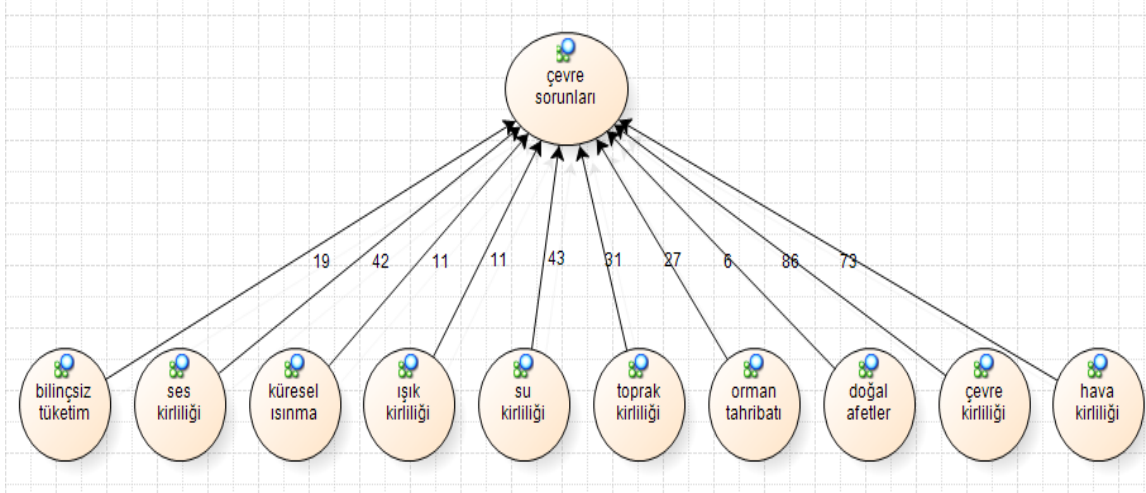 çevre
sorunları
19 42 11 11 43 31 27 6 86 73
bilinçsiz
tüketim
ses
kirliliği
küresel
ısınma
ışık
kirliliği
su
kirliliği
toprak
kirliliği
orman
tahribatı
doğal
afetler
çevre
kirliliği
hava
kirliliği